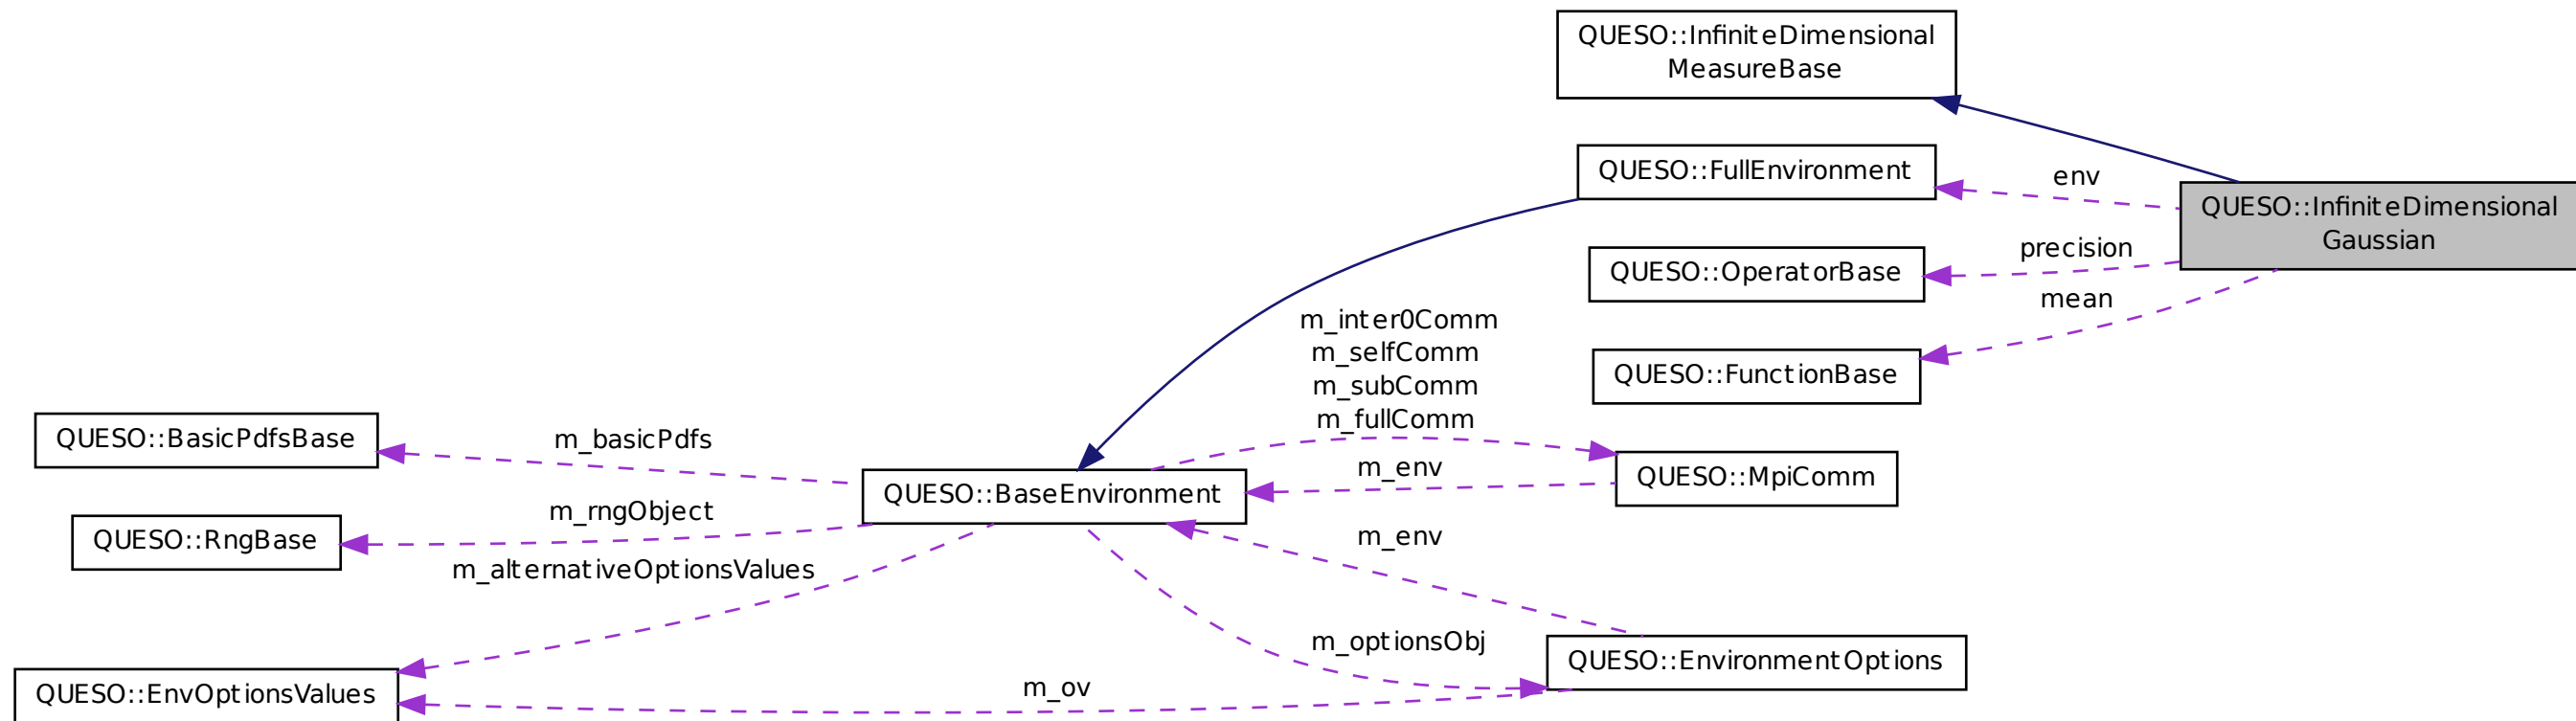 QUESO::InfiniteDimensional
MeasureBase
QUESO::FullEnvironment
env
QUESO::InfiniteDimensional
Gaussian
precision
QUESO::OperatorBase
mean
m_inter0Comm
m_selfComm
m_subComm
m_fullComm
QUESO::FunctionBase
QUESO::BasicPdfsBase
m_basicPdfs
m_env
QUESO::MpiComm
QUESO::BaseEnvironment
m_rngObject
QUESO::RngBase
m_env
m_alternativeOptionsValues
m_optionsObj
QUESO::EnvironmentOptions
m_ov
QUESO::EnvOptionsValues